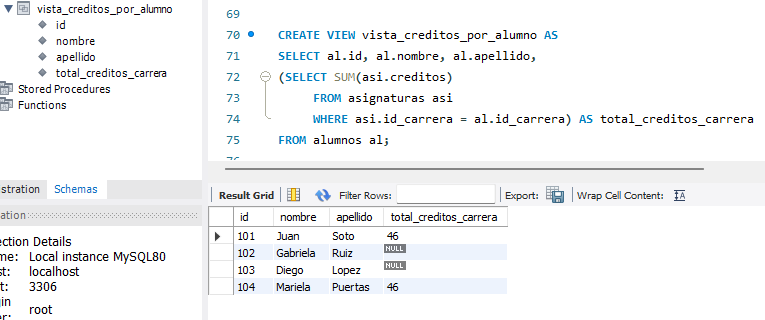 vista_creditos_por_alumno
id
nombre
apellido
total_creditos_carrera
Stored Procedures
Functions
istration Schemas
ation
ection Details
me: Local instance MySQL80
st: localhost
t: 3306
gin
er: root
69
70 CREATE VIEW vista_creditos_por_alumno AS
71 SELECT al.id, al.nombre, al.apellido,
72 (SELECT SUM(asi.creditos)
73 FROM asignaturas asi
74 WHERE asi.id_carrera = al.id_carrera) AS total_creditos_carrera
75 FROM alumnos al;
Result Grid Filter Rows: Export: Wrap Cell Content: IA
id nombre apellido total_creditos_carrera
101 Juan Soto 46
102 Gabriela Ruiz NULL
103 Diego Lopez NULL
104 Mariela Puertas 46